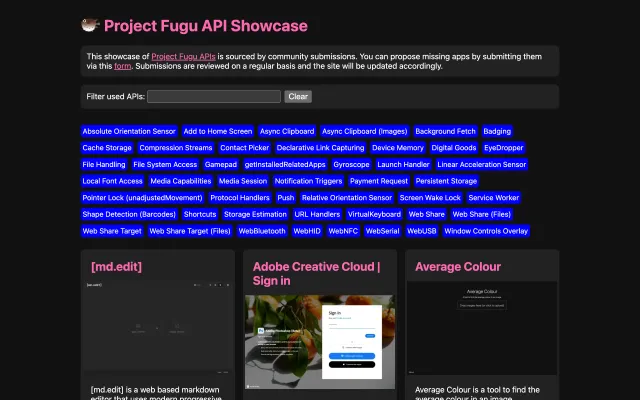 Project Fugu API Showcase
This showcase of Project Fugu APIs is sourced by community submissions. You can propose missing apps by submitting them
via this form. Submissions are reviewed on a regular basis and the site will be updated accordingly.
Filter used APIs: Clear
Absolute Orientation Sensor Add to Home Screen Async Clipboard Async Clipboard (Images) Background Fetch Badging
Cache Storage Compression Streams Contact Picker Declarative Link Capturing Device Memory Digital Goods EyeDropper
File Handling File System Access Gamepad getInstalledRelatedApps Gyroscope Launch Handler Linear Acceleration Sensor
Local Font Access Media Capabilities Media Session Notification Triggers Payment Request Persistent Storage
Pointer Lock (unadjustedMovement) Protocol Handlers Push Relative Orientation Sensor Screen Wake Lock Service Worker
Shape Detection (Barcodes) Shortcuts Storage Estimation URL Handlers VirtualKeyboard Web Share Web Share (Files)
Web Share Target Web Share Target (Files) WebBluetooth WebHID WebNFC WebSerial WebUSB Window Controls Overlay
[md.edit]
Adobe Creative Cloud |
Sign in
Average Colour
[md.edit]
Sign in
Average Colour
[md.edit] is a web based markdown
editor that uses modern progressive
Average Colour is a tool to find the
average colour in an image.